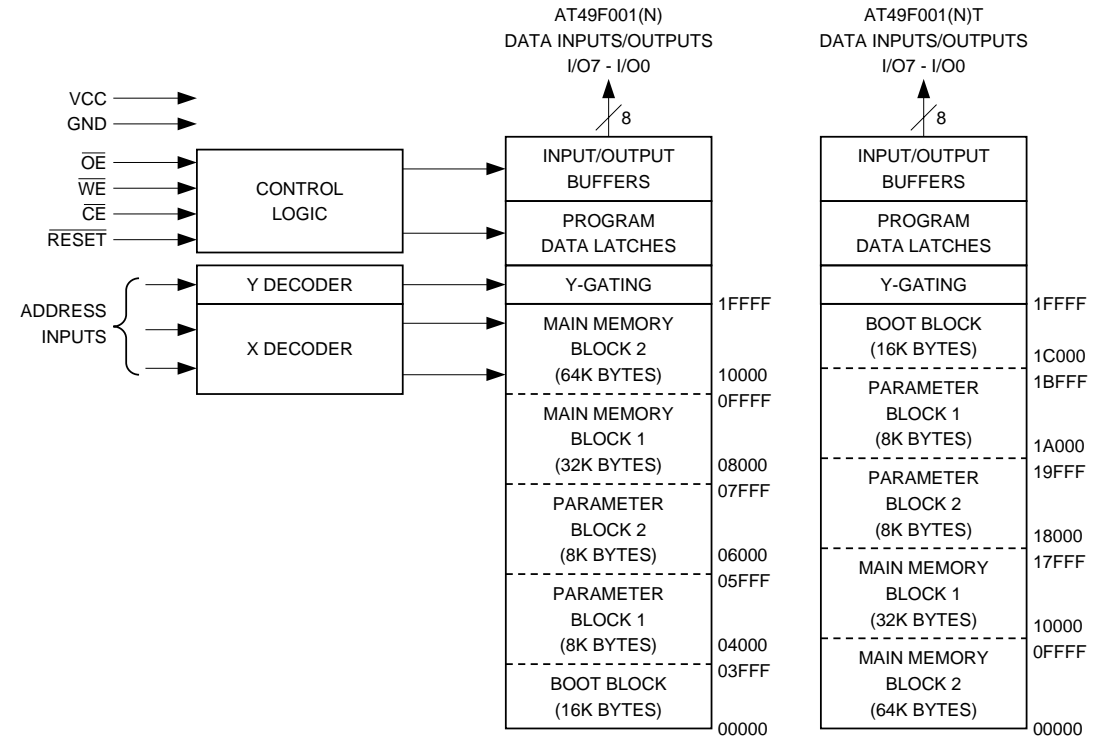 AT49F001(N)
DATA INPUTS/OUTPUTS
I/O7 - I/O0
8
AT49F001(N)T
DATA INPUTS/OUTPUTS
I/O7 - I/O0
8
VCC
GND
OE
WE
CE
RESET
CONTROL
LOGIC
ADDRESS
INPUTS
Y DECODER
X DECODER
INPUT/OUTPUT
BUFFERS
PROGRAM
DATA LATCHES
Y-GATING
1FFFF
MAIN MEMORY
BLOCK 2
(64K BYTES)
10000
0FFFF
MAIN MEMORY
BLOCK 1
(32K BYTES)
08000
07FFF
PARAMETER
BLOCK 2
(8K BYTES)
06000
05FFF
PARAMETER
BLOCK 1
(8K BYTES)
04000
03FFF
BOOT BLOCK
(16K BYTES)
00000
INPUT/OUTPUT
BUFFERS
PROGRAM
DATA LATCHES
Y-GATING
1FFFF
BOOT BLOCK
(16K BYTES)
1C000
1BFFF
PARAMETER
BLOCK 1
(8K BYTES)
1A000
19FFF
PARAMETER
BLOCK 2
(8K BYTES)
18000
17FFF
MAIN MEMORY
BLOCK 1
(32K BYTES)
10000
0FFFF
MAIN MEMORY
BLOCK 2
(64K BYTES)
00000